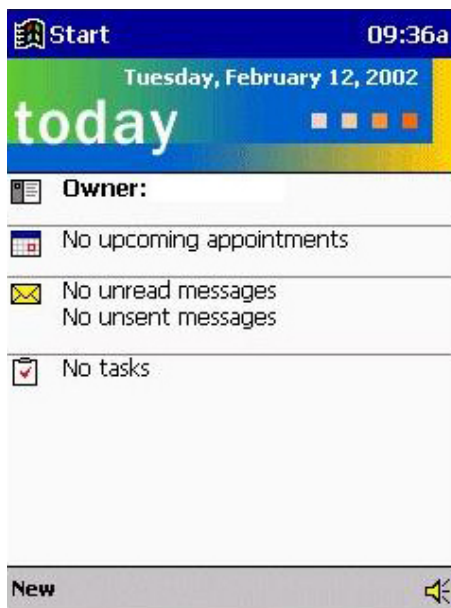 Start 09:36a
Tuesday, February 12, 2002
today
Owner:
No upcoming appointments
No unread messages
No unsent messages
No tasks
New